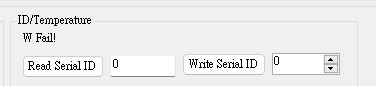 ID/Temperature
W Fail!
Read Serial ID 0 Write Serial ID 0